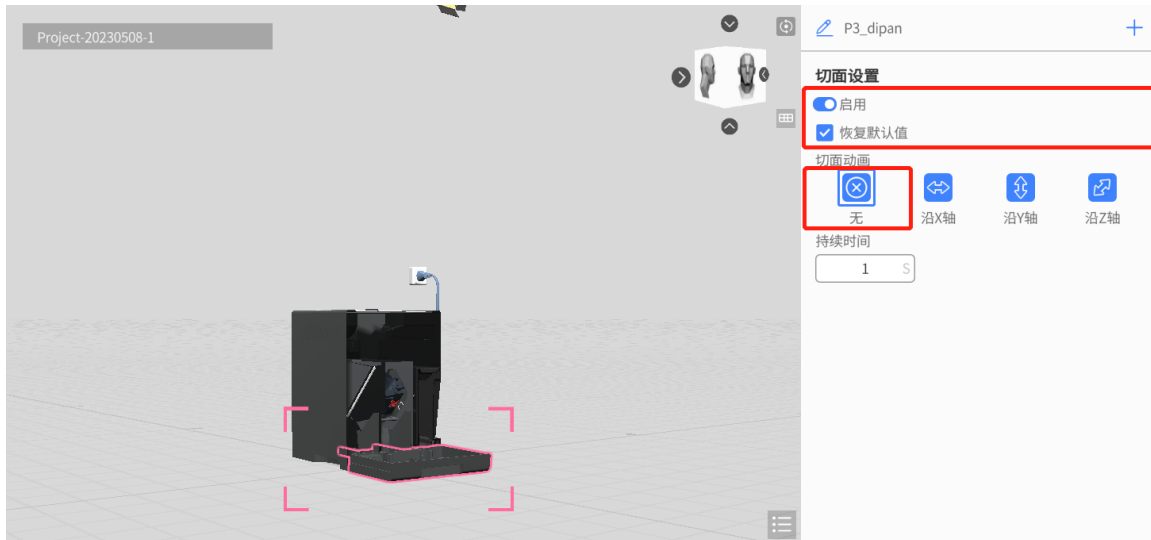 Project-20230508-1
P3_dipan
切面设置
启用
恢复默认值
切面动画
无
沿X轴
沿Y轴
沿Z轴
持续时间
1 S